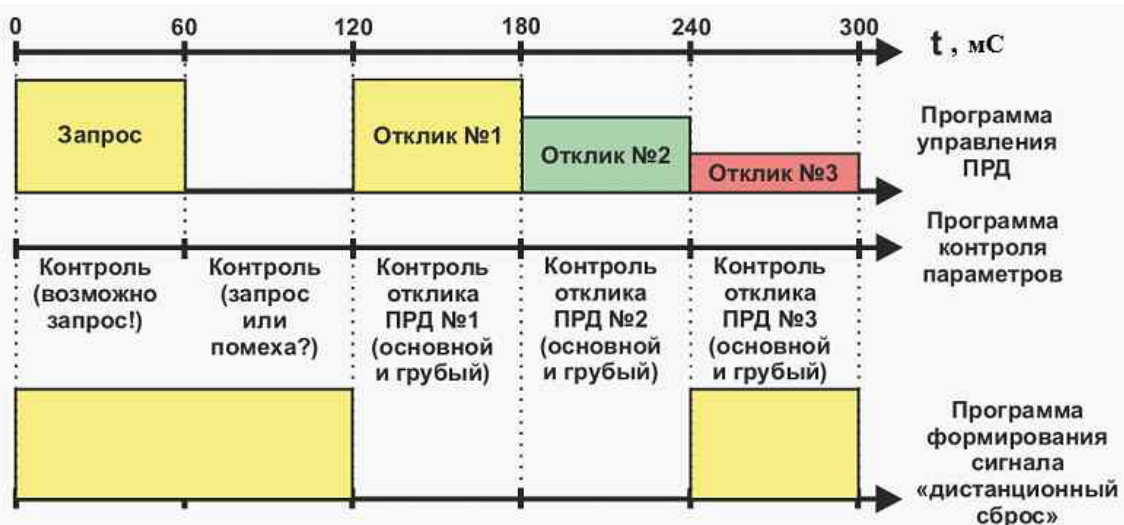 0 60 120 180 240 300
t , мС
Запрос
Отклик №1
Отклик №2
Отклик №3
Программа
управления
ПРД
Программа
контроля
параметров
Контроль
(возможно
запрос!)
Контроль
(запрос
или
помеха?)
Контроль
отклика
ПРД №1
(основной
и грубый)
Контроль
отклика
ПРД №2
(основной
и грубый)
Контроль
отклика
ПРД №3
(основной
и грубый)
Программа
формирования
сигнала
«дистанционный
сброс»